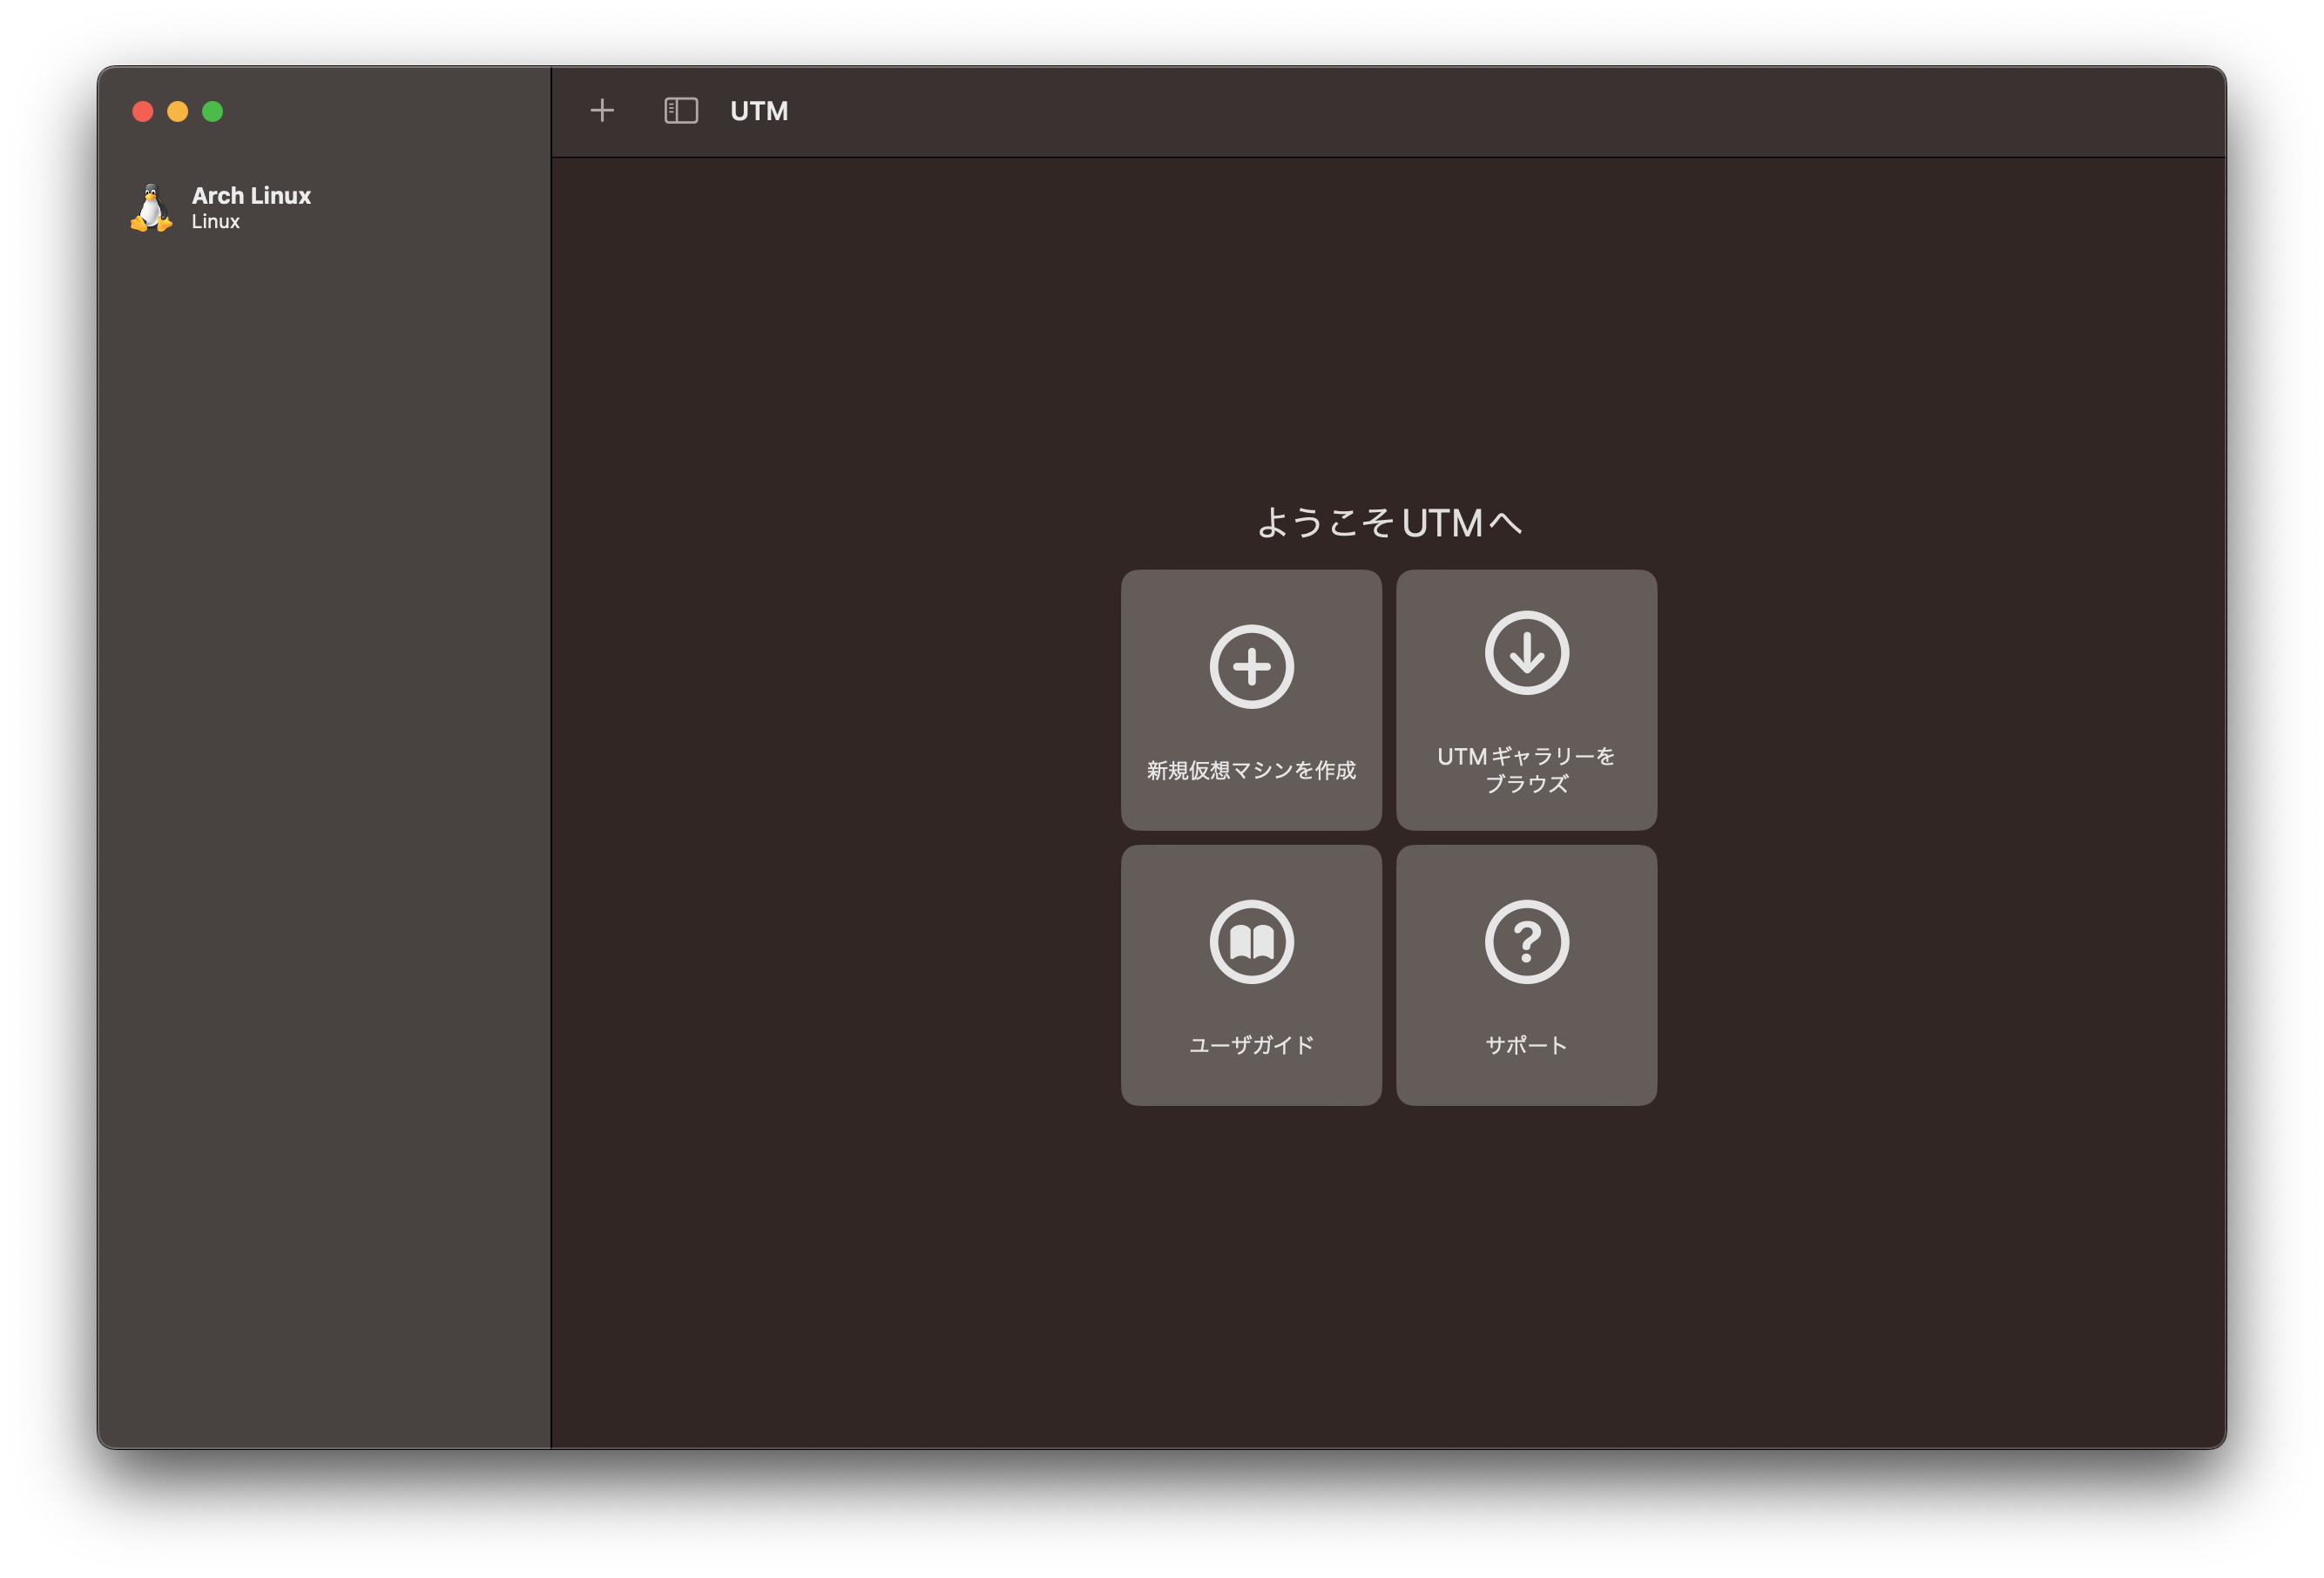 UTM
Arch Linux
Linux
ようこそUTMへ
新規仮想マシンを作成
UTMギャラリーを
ブラウズ
ユーザガイド
サポート